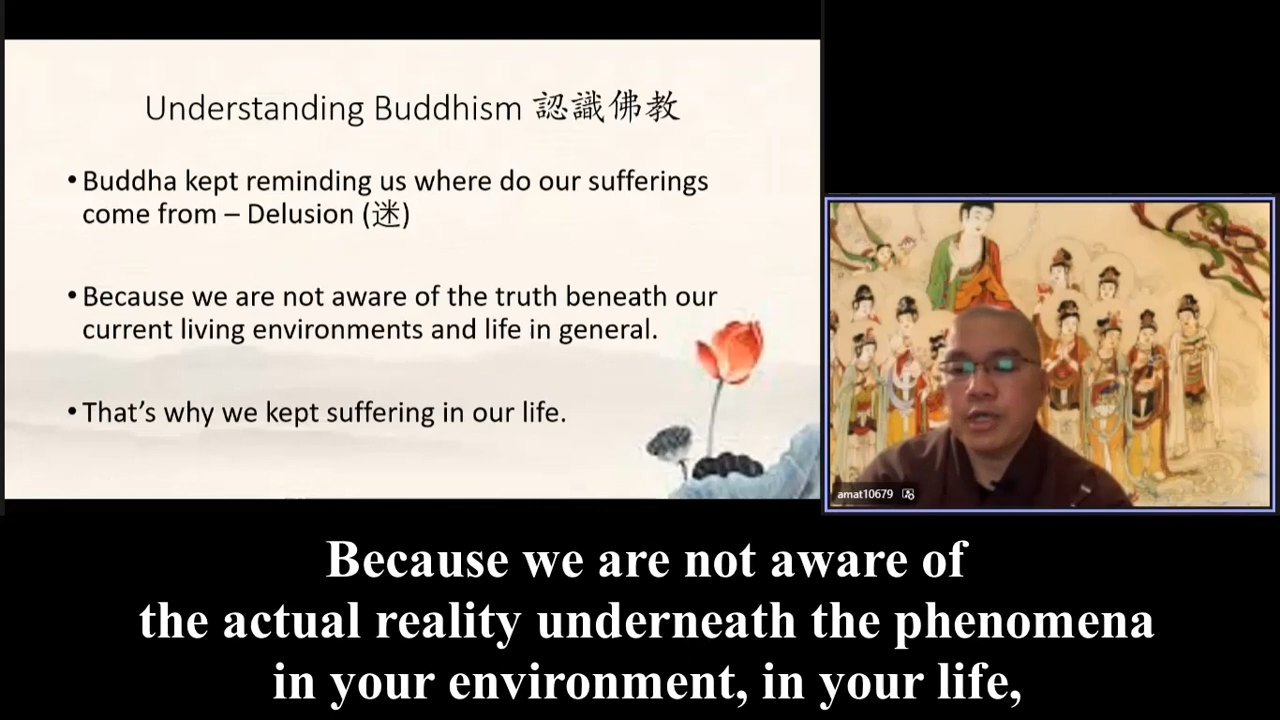 Understanding Buddhism 認識佛教
• Buddha kept reminding us where do our sufferings
come from – Delusion (迷)
• Because we are not aware of the truth beneath our
current living environments and life in general.
• That’s why we kept suffering in our life.
amat10679
Because we are not aware of
the actual reality underneath the phenomena
in your environment, in your life,